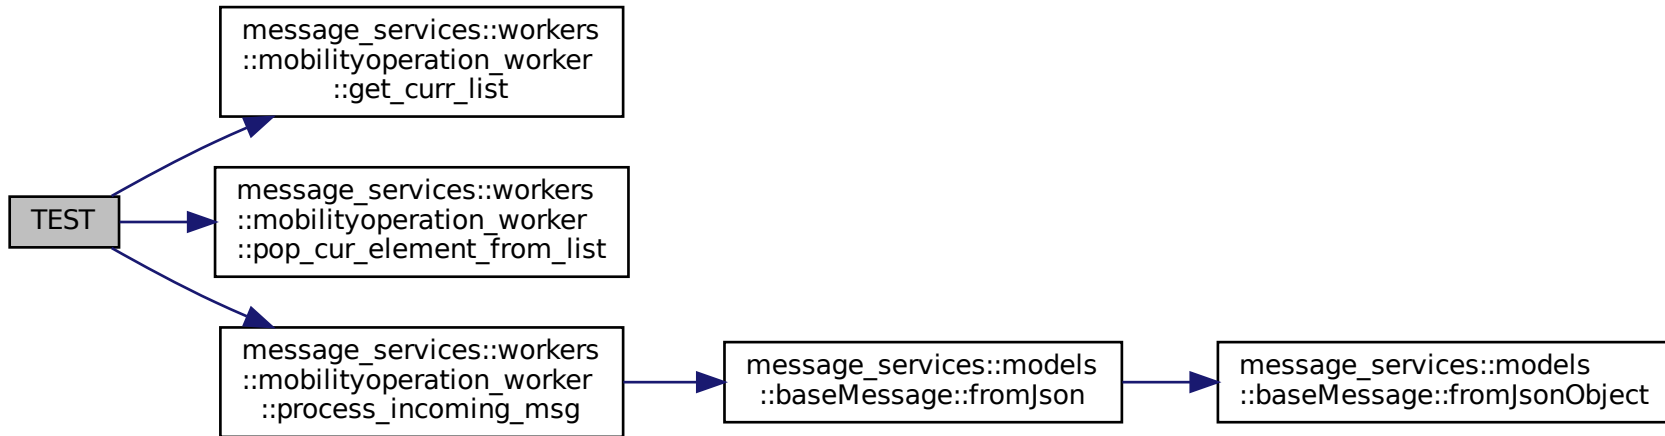 TEST
message_services::workers
::mobilityoperation_worker
::get_curr_list
message_services::workers
::mobilityoperation_worker
::pop_cur_element_from_list
message_services::workers
::mobilityoperation_worker
::process_incoming_msg
message_services::models
::baseMessage::fromJson
message_services::models
::baseMessage::fromJsonObject